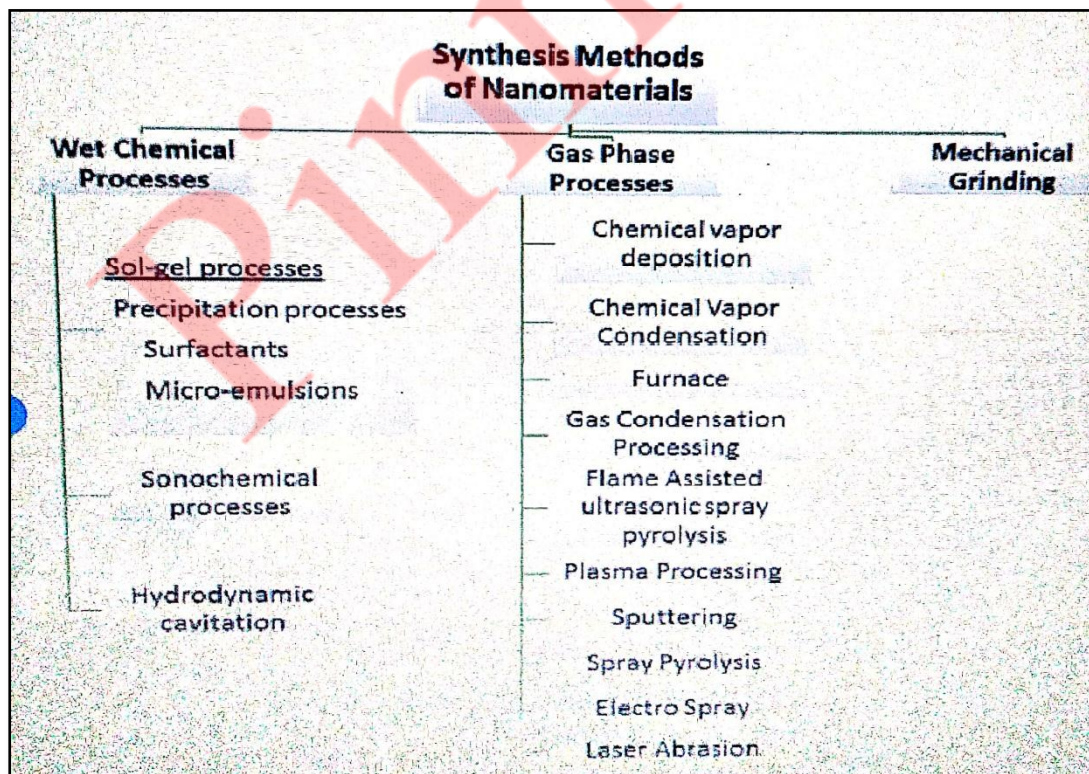 Synthesis Methods
of Nanomaterials
Wet Chemical
Processes
Sol-gel processes
Precipitation processes
Surfactants
Micro-emulsions
Sonochemical
processes
Hydrodynamic
cavitation
Gas Phase
Processes
Chemical vapor
deposition
Chemical Vapor
Condensation
Furnace
Gas Condensation
Processing
Flame Assisted
ultrasonic spray
pyrolysis
Plasma Processing
Sputtering
Spray Pyrolysis
Electro Spray
Laser Abrasion
Mechanical
Grinding